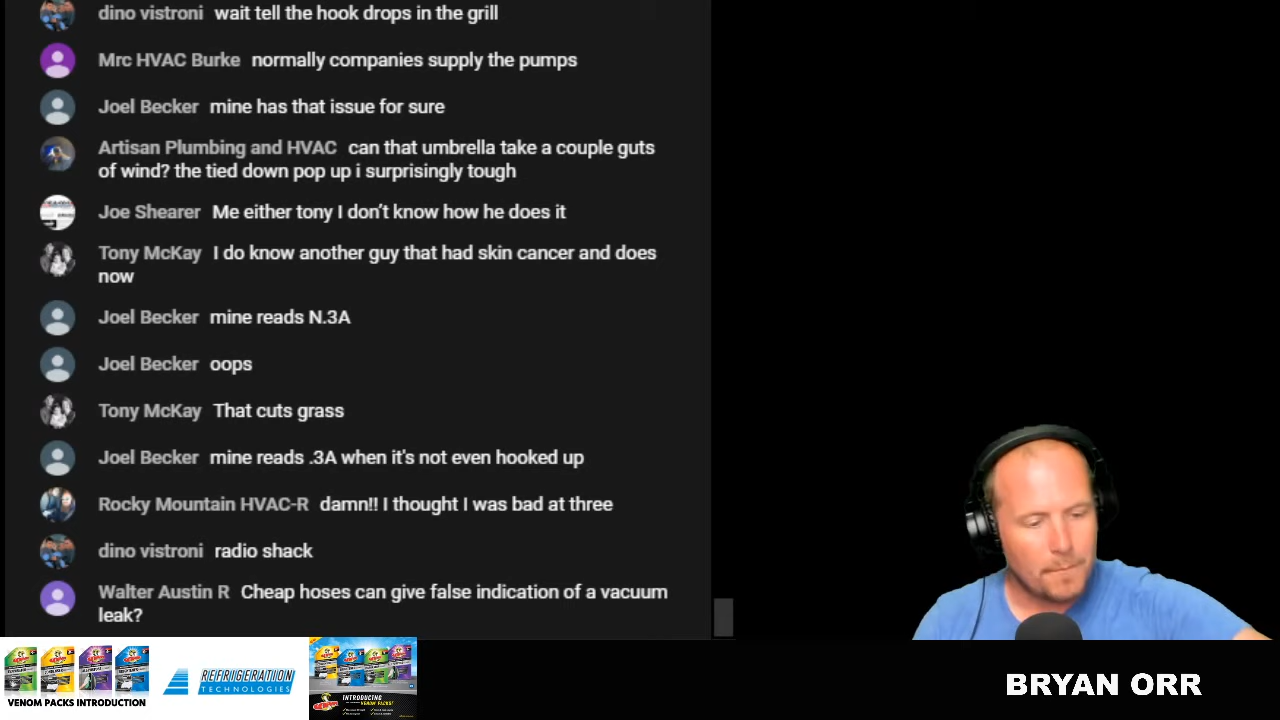 dino vistroni wait tell the hook drops in the grill
Mrc HVAC Burke normally companies supply the pumps
Joel Becker mine has that issue for sure
Artisan Plumbing and HVAC can that umbrella take a couple guts
of wind? the tied down pop up i surprisingly tough
Joe Shearer Me either tony I don’t know how he does it
Tony McKay I do know another guy that had skin cancer and does
now
Joel Becker mine reads N.3A
Joel Becker oops
Tony McKay That cuts grass
Joel Becker mine reads .3A when it's not even hooked up
Rocky Mountain HVAC-R damn!! I thought I was bad at three
dino vistroni radio shack
Walter Austin R Cheap hoses can give false indication of a vacuum
leak?
VENOM PACKS INTRODUCTION
REFRIGERATION
TECHNOLOGIES
INTRODUCING
VENOM PACKS!
BRYAN ORR